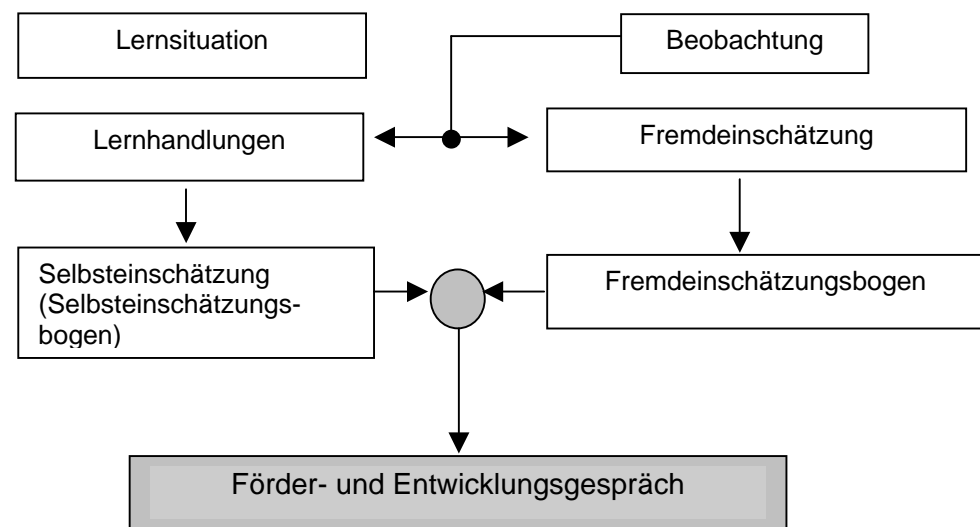 Lernsituation
Beobachtung
Lernhandlungen
Fremdeinschätzung
Selbsteinschätzung
(Selbsteinschätzungs-
bogen)
Fremdeinschätzungsbogen
Förder- und Entwicklungsgespräch